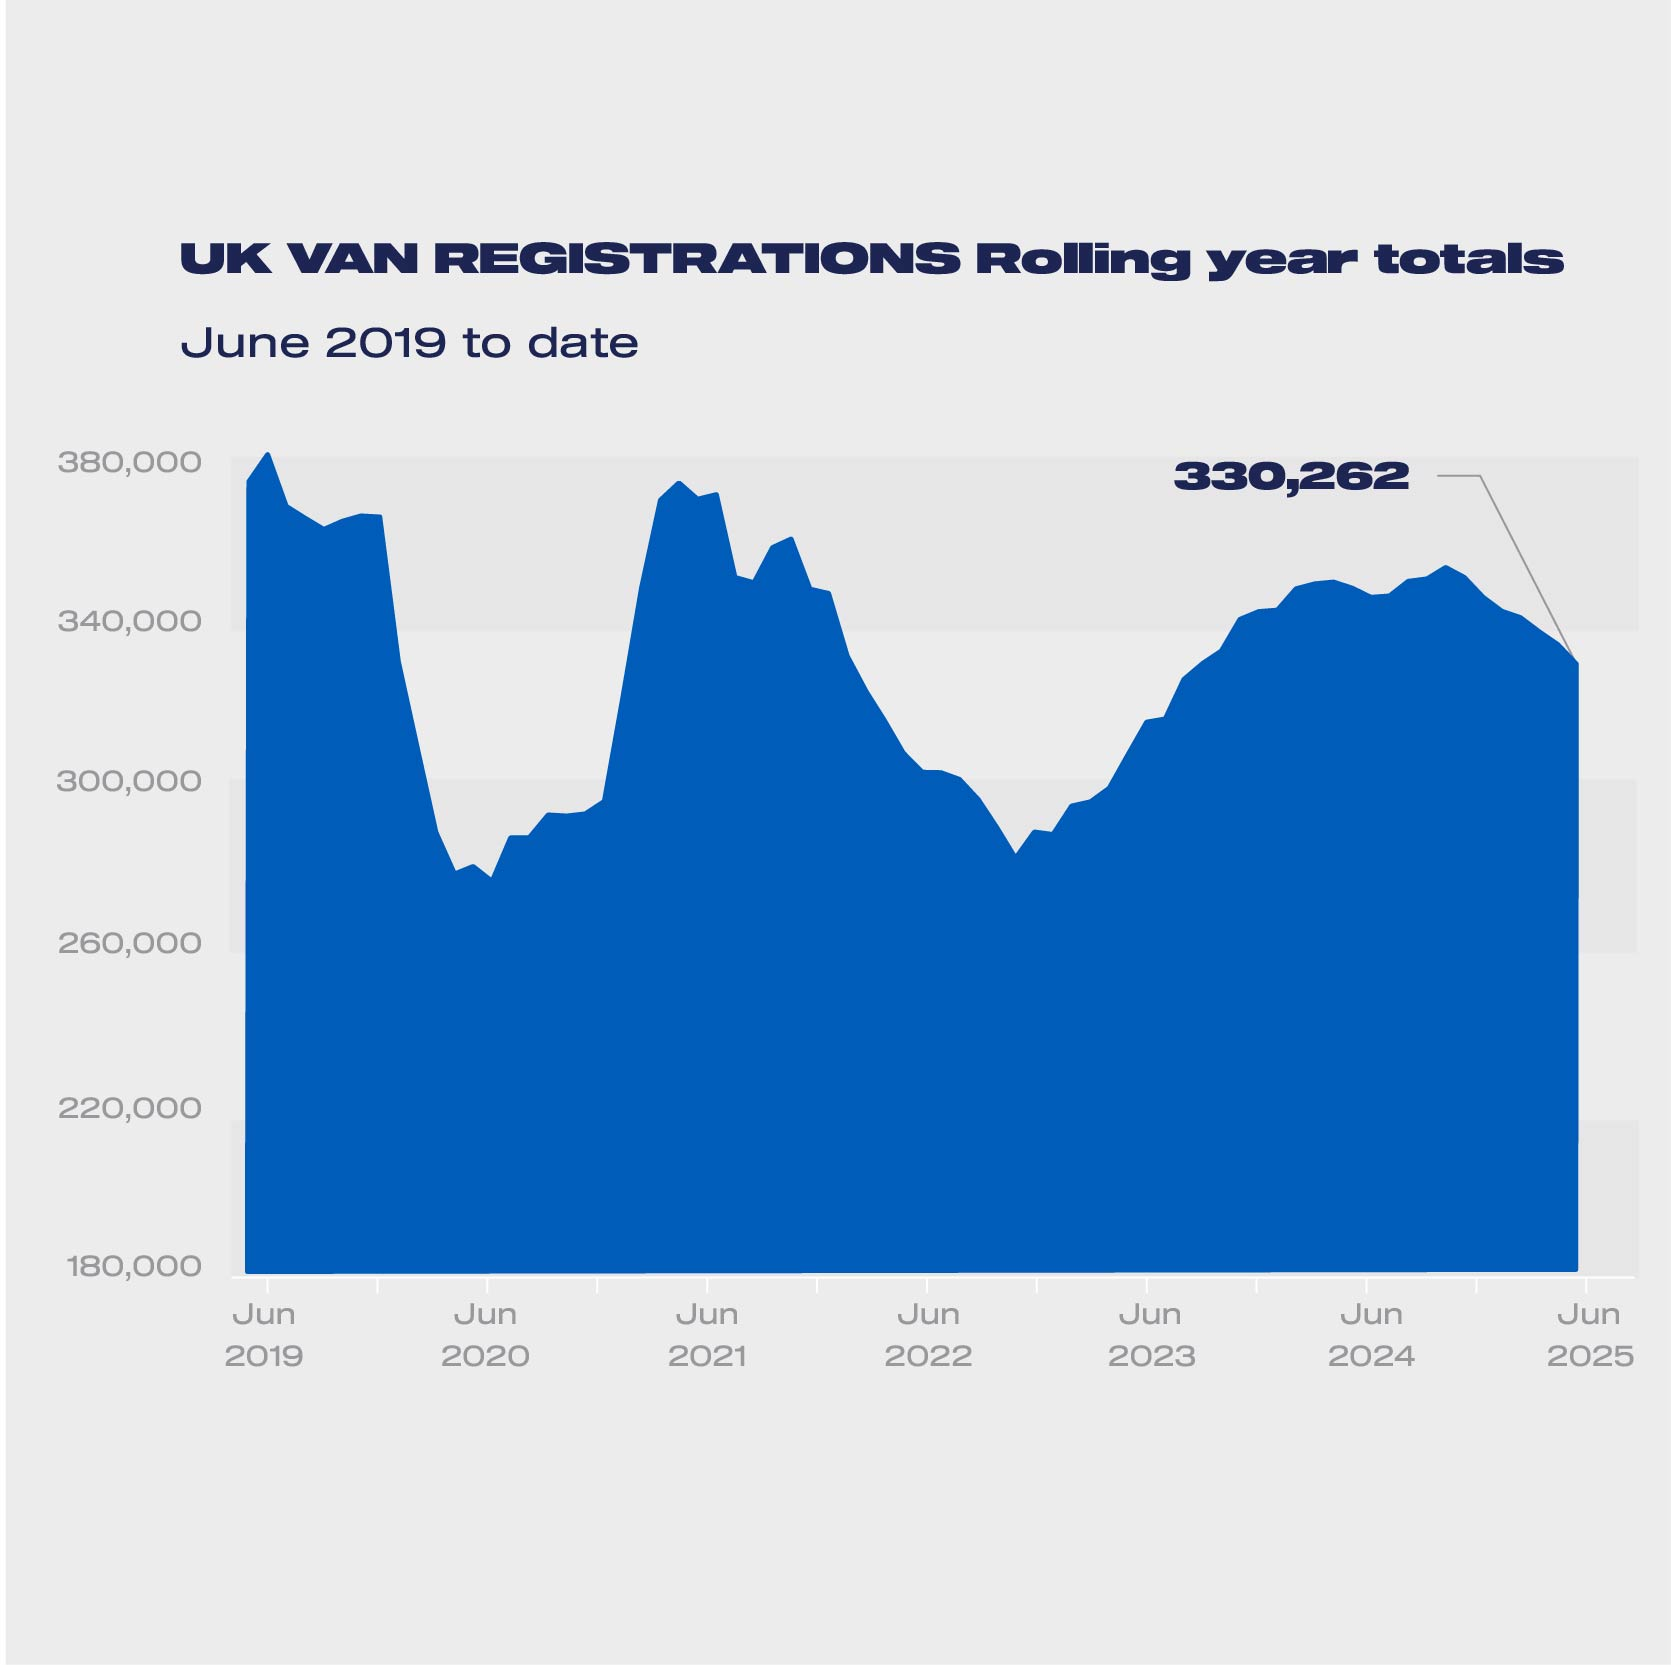 UK VAN REGISTRATIONS Rolling year totals
June 2019 to date
380,000
330,262
340,000
300,000
260,000
220,000
180,000
Jun Jun Jun Jun Jun Jun Jun
2019 2020 2021 2022 2023 2024 2025